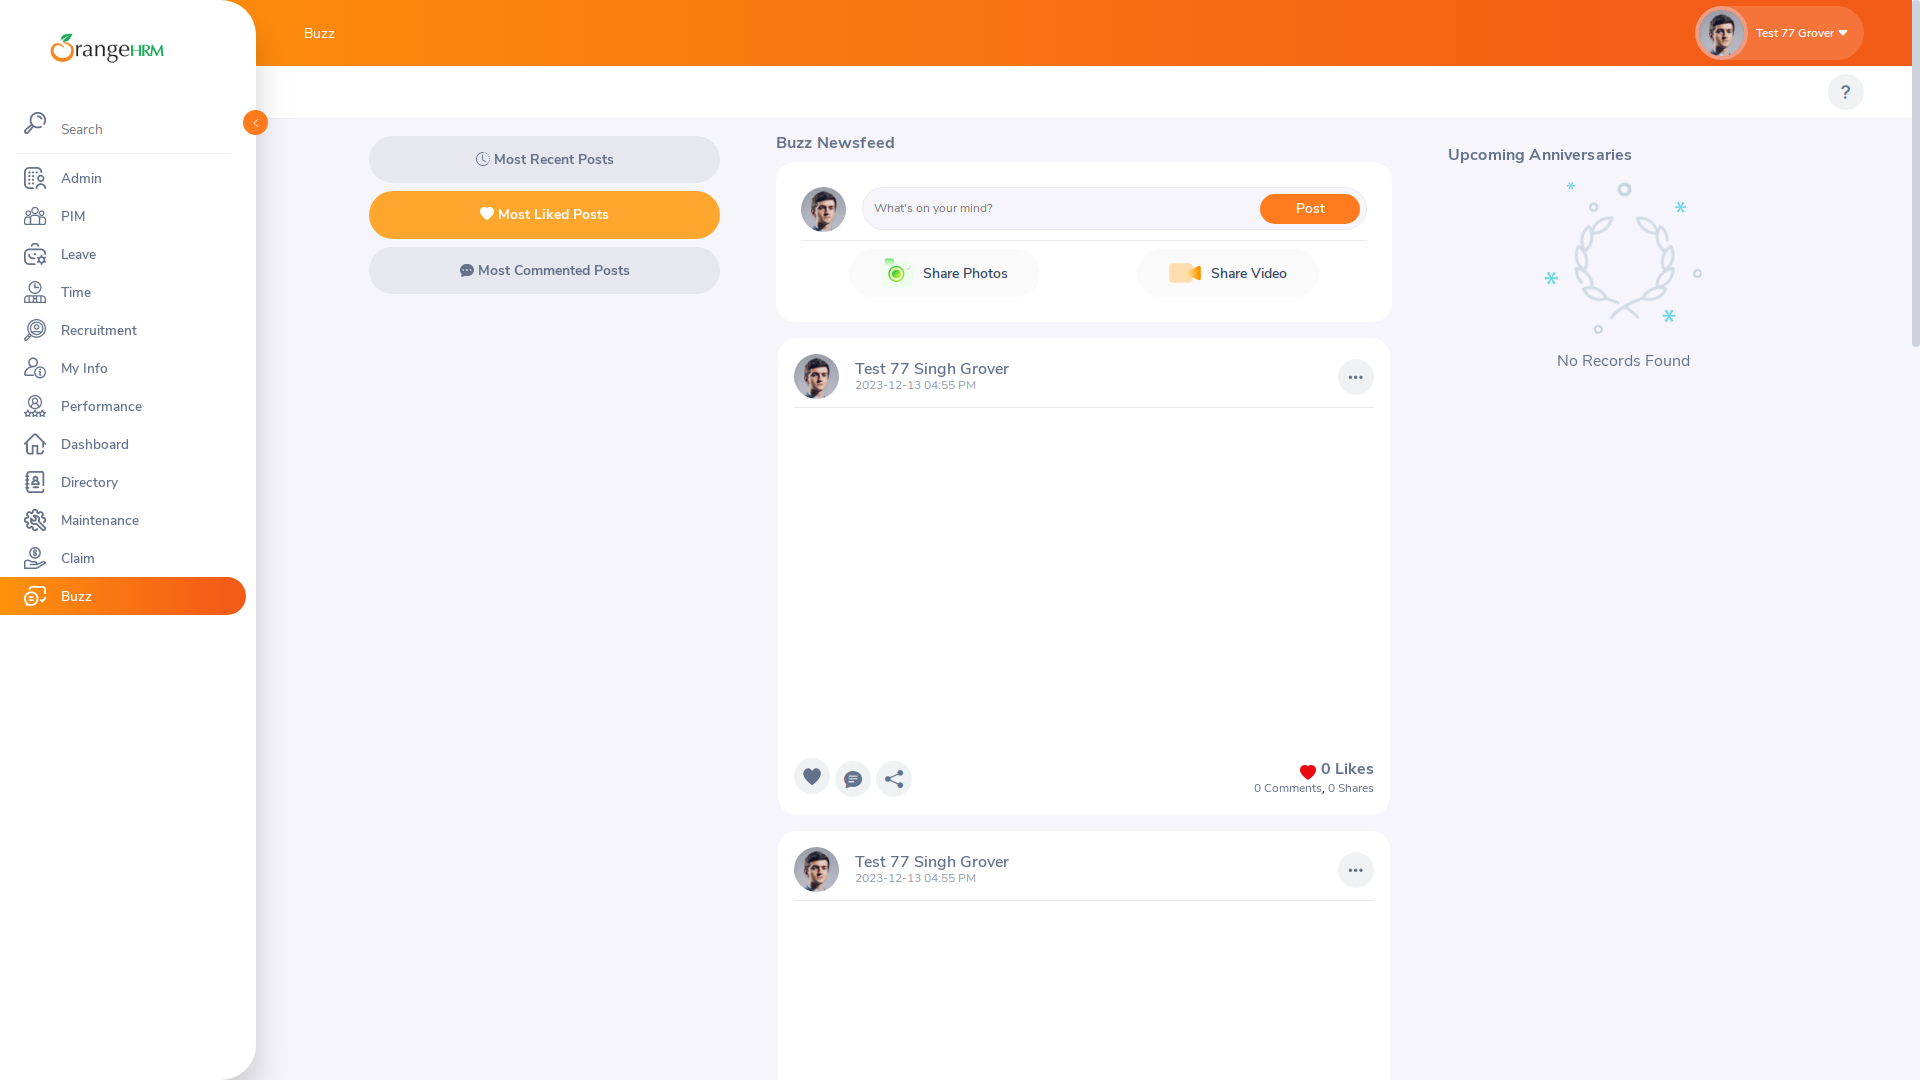 OrangeHRM
Search
Admin
PIM
Leave
Time
Recruitment
My Info
Performance
Dashboard
Directory
Maintenance
Claim
Buzz
Buzz
Test 77 Grover
?
Most Recent Posts
Most Liked Posts
Most Commented Posts
Buzz Newsfeed
What's on your mind?
Post
Share Photos
Share Video
Test 77 Singh Grover
2023-12-13 04:55 PM
0 Likes
0 Comments, 0 Shares
Test 77 Singh Grover
2023-12-13 04:55 PM
Upcoming Anniversaries
No Records Found